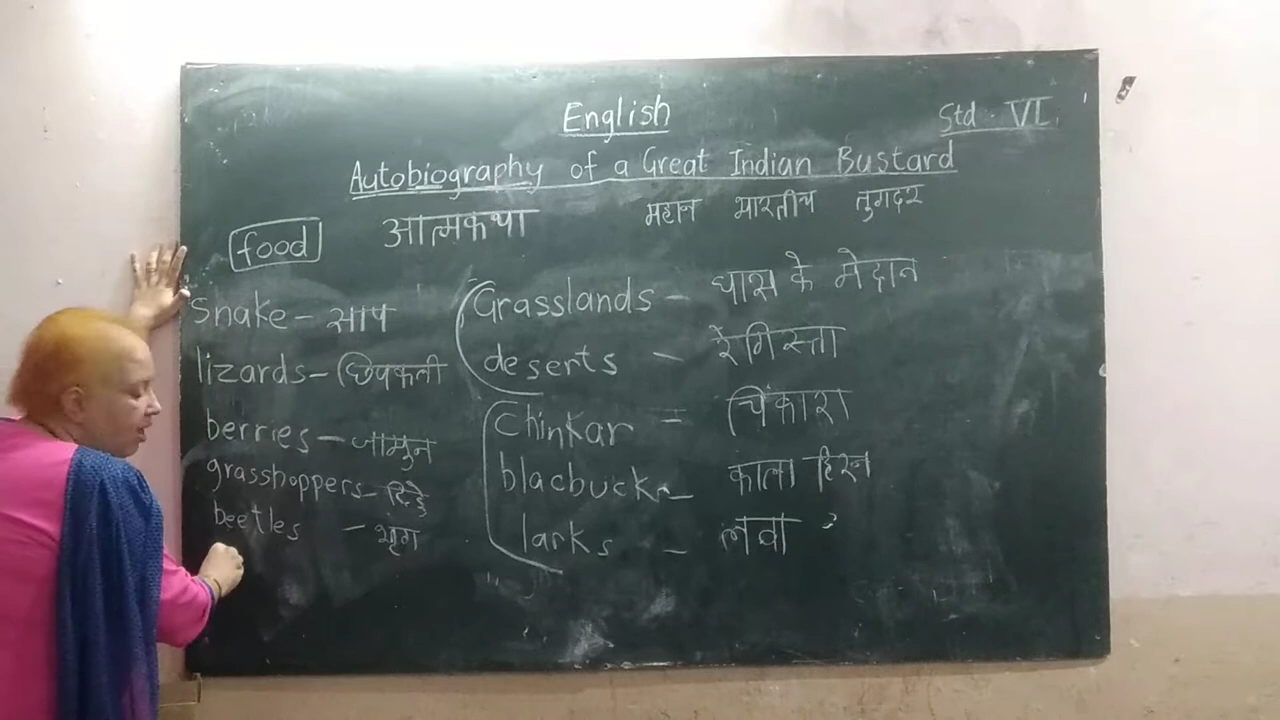 English
Std. VI.
Autobiography of a Great Indian Bustard
आत्मकथा महान भारतीय तुगदर
food
Snake - साप
lizards - छिपकली
berries - जामुन
grasshoppers - टिड्डे
beetles - भृग
Grasslands - घास के मेदान
deserts - रेगिस्ता
Chinkar = चिंकारा
blacbucks - काला हिरन
larks - लवा